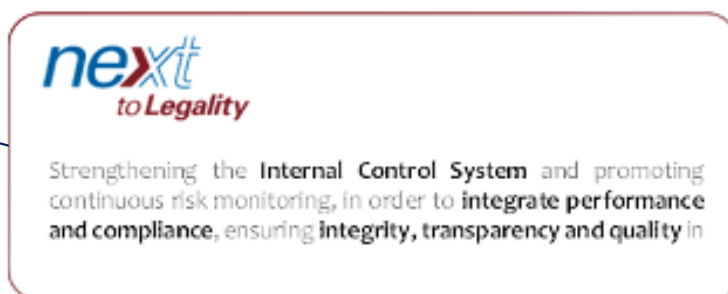 next
to Legality
Strengthening the Internal Control System and promoting
continuous risk monitoring, in order to integrate performance
and compliance, ensuring integrity, transparency and quality in